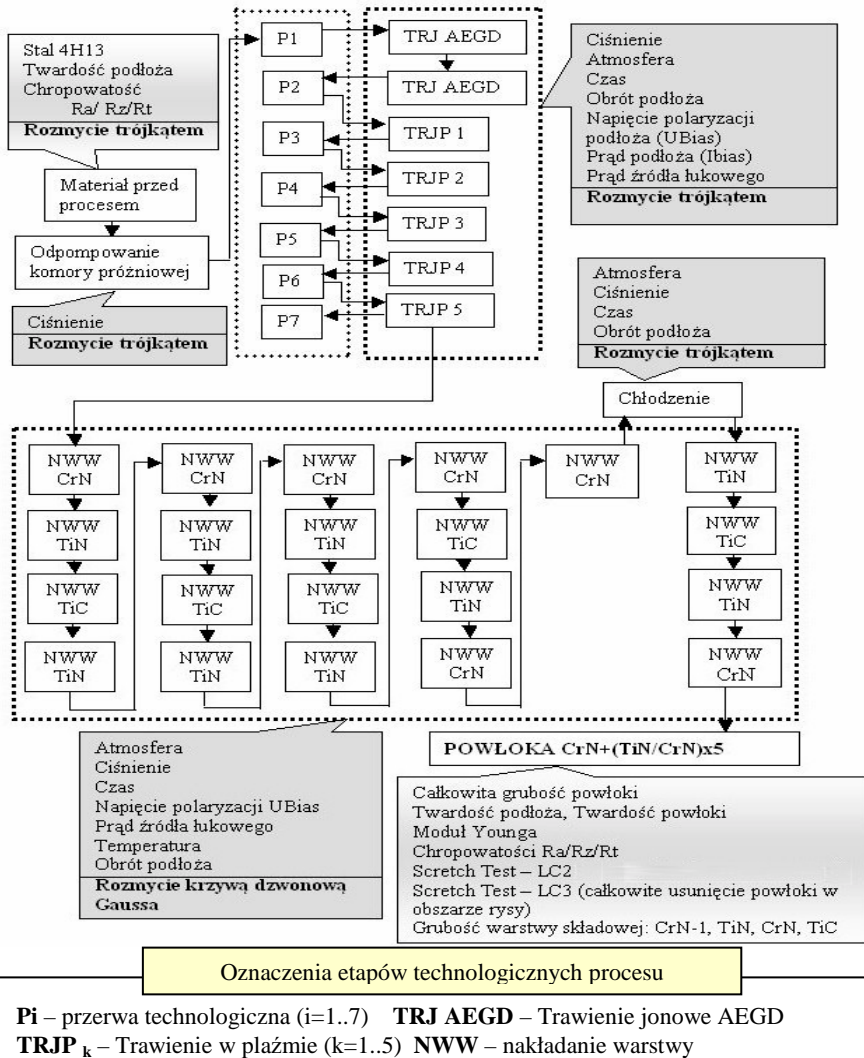 Stal 4H13
Twardość podłoża
Chropowatość
Ra/ Rz/Rt
Rozmycie trójkątem
Materiał przed
procesem
Odpompowanie
komory próżniowej
Ciśnienie
Rozmycie trójkątem
P1
P2
P3
P4
P5
P6
P7
TRJ AEGD
TRJ AEGD
TRJP 1
TRJP 2
TRJP 3
TRJP 4
TRJP 5
Ciśnienie
Atmosfera
Czas
Obrót podłoża
Napięcie polaryzacji
podłoża (UBias)
Prąd podłoża (Ibias)
Prąd źródła łukowego
Rozmycie trójkątem
Atmosfera
Ciśnienie
Czas
Obrót podłoża
Rozmycie trójkątem
Chłodzenie
NWW
CrN
NWW
TiN
NWW
TiC
NWW
TiN
NWW
CrN
NWW
TiN
NWW
TiC
NWW
TiN
NWW
CrN
NWW
TiN
NWW
TiC
NWW
TiN
NWW
CrN
NWW
TiC
NWW
TiN
NWW
CrN
NWW
CrN
NWW
TiN
NWW
TiC
NWW
TiN
NWW
CrN
Atmosfera
Ciśnienie
Czas
Napięcie polaryzacji UBias
Prąd źródła łukowego
Temperatura
Obrót podłoża
Rozmycie krzywą dzwonową
Gaussa
POWŁOKA CrN+(TiN/CrN)x5
Całkowita grubość powłoki
Twardość podłoża, Twardość powłoki
Moduł Younga
Chropowatości Ra/Rz/Rt
Scretch Test – LC2
Scretch Test – LC3 (całkowite usunięcie powłoki w
obszarze rysy)
Grubość warstwy składowej: CrN-1, TiN, CrN, TiC
Oznaczenia etapów technologicznych procesu
Pi – przerwa technologiczna (i=1..7) TRJ AEGD – Trawienie jonowe AEGD
TRJP k – Trawienie w plaźmie (k=1..5) NWW – nakładanie warstwy